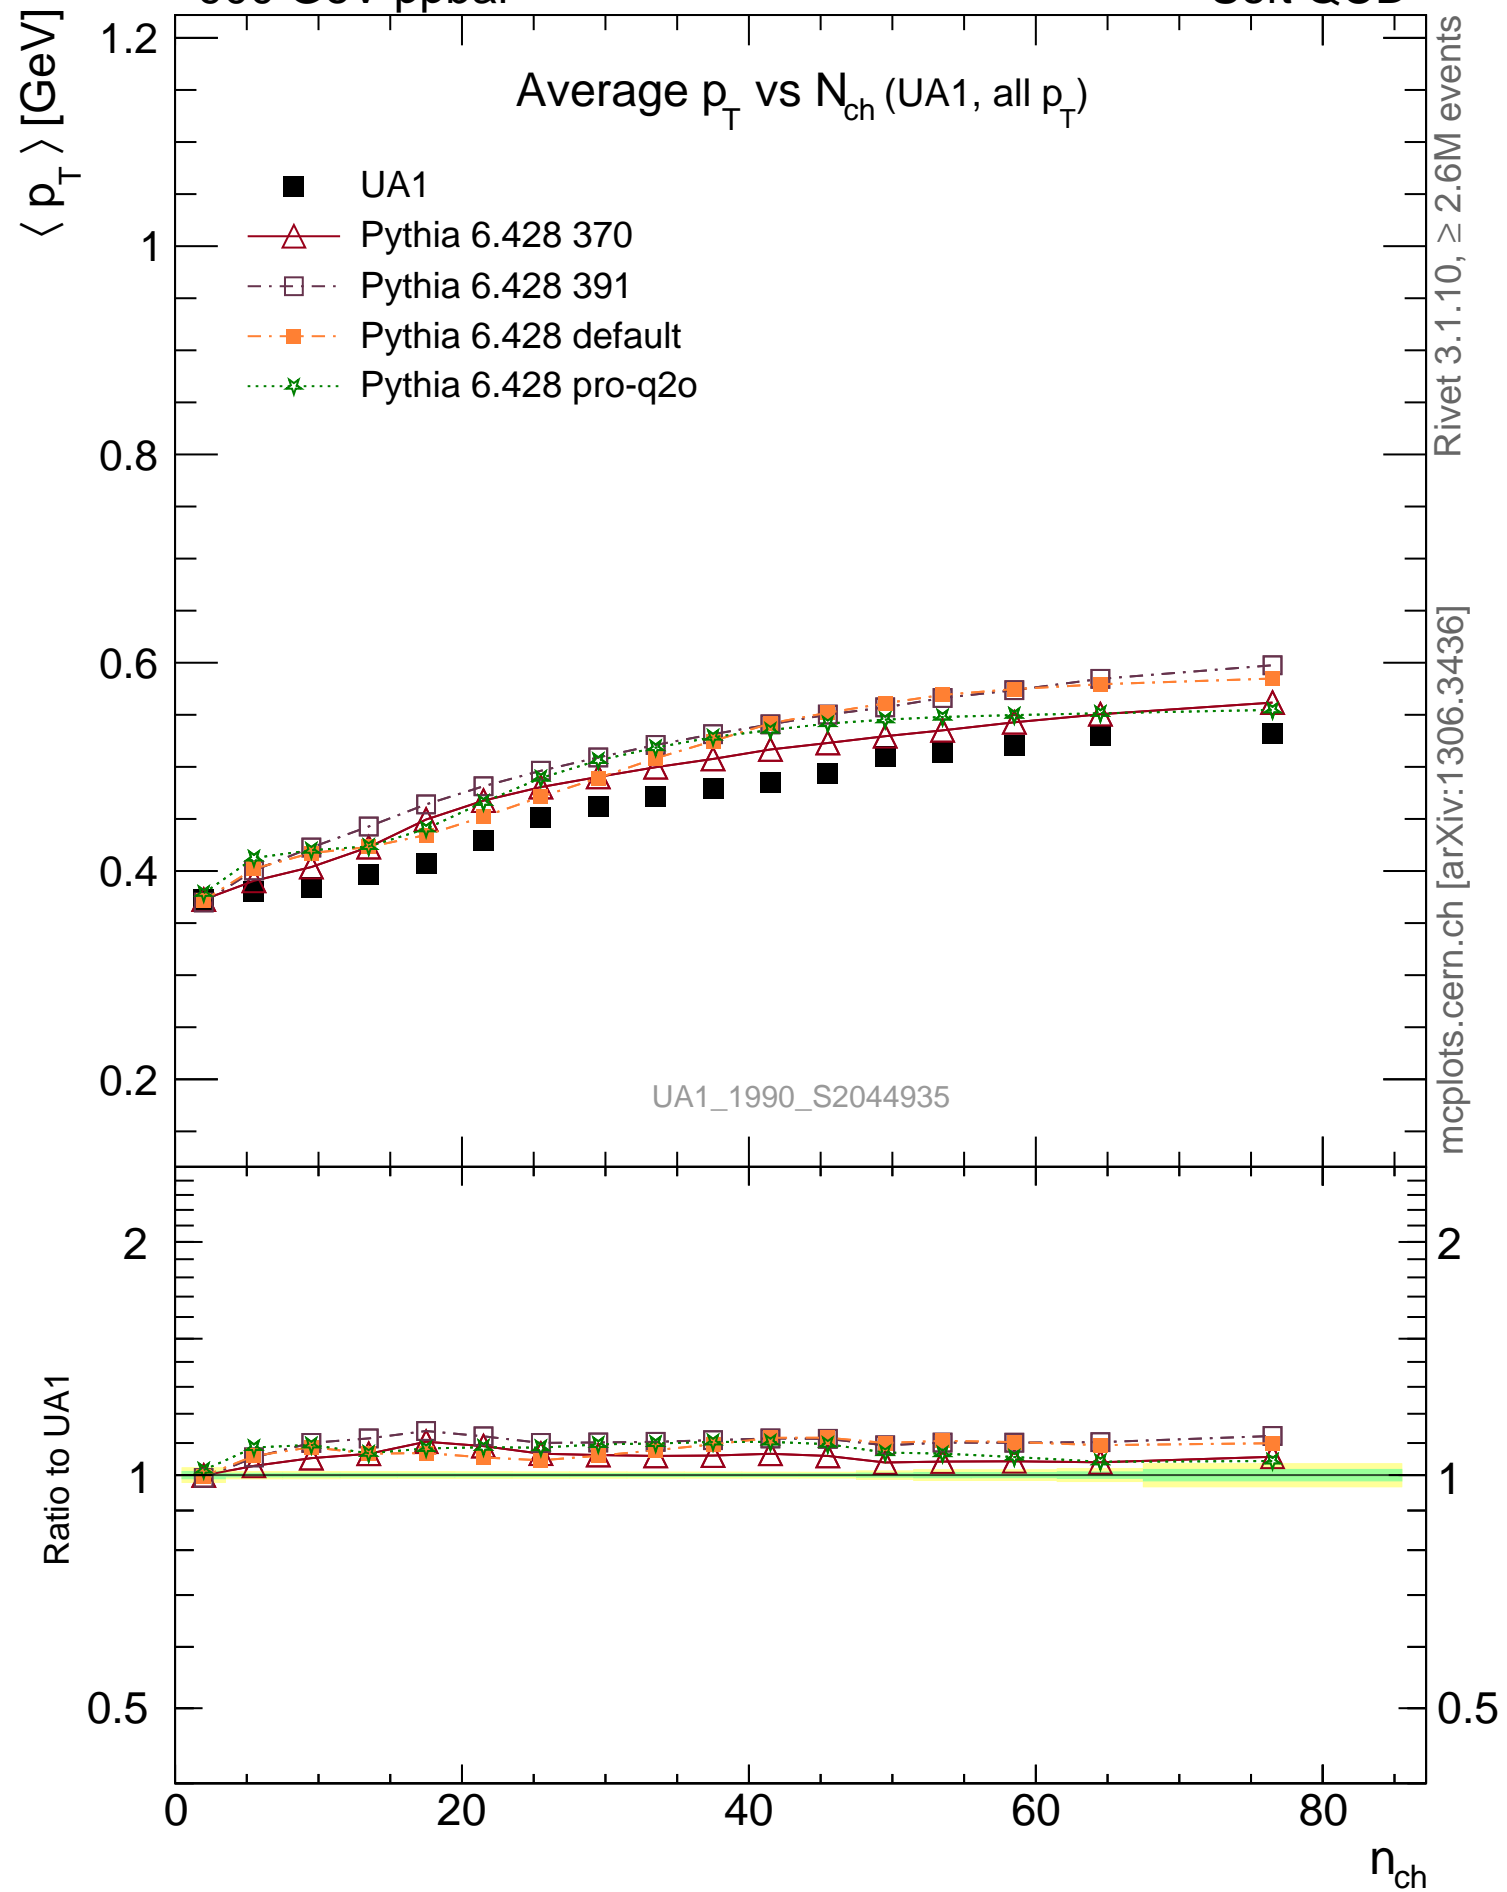 ⟨ p_T ⟩ [GeV]
Average p_T vs N_ch (UA1, all p_T)
UA1
Pythia 6.428 370
Pythia 6.428 391
Pythia 6.428 default
Pythia 6.428 pro-q2o
1.2
1
0.8
0.6
0.4
0.2
UA1_1990_S2044935
Rivet 3.1.10, ≥ 2.6M events
mcplots.cern.ch [arXiv:1306.3436]
Ratio to UA1
2
1
0.5
2
1
0.5
0
20
40
60
80
n_ch